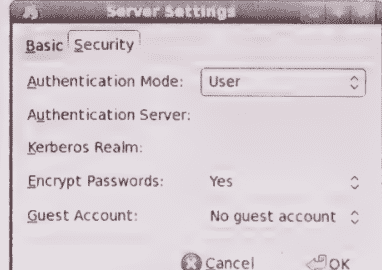 Server Settings
Basic Security
Authentication Mode: User
Authentication Server:
Kerberos Realm:
Encrypt Passwords: Yes
Guest Account: No guest account
Cancel OK